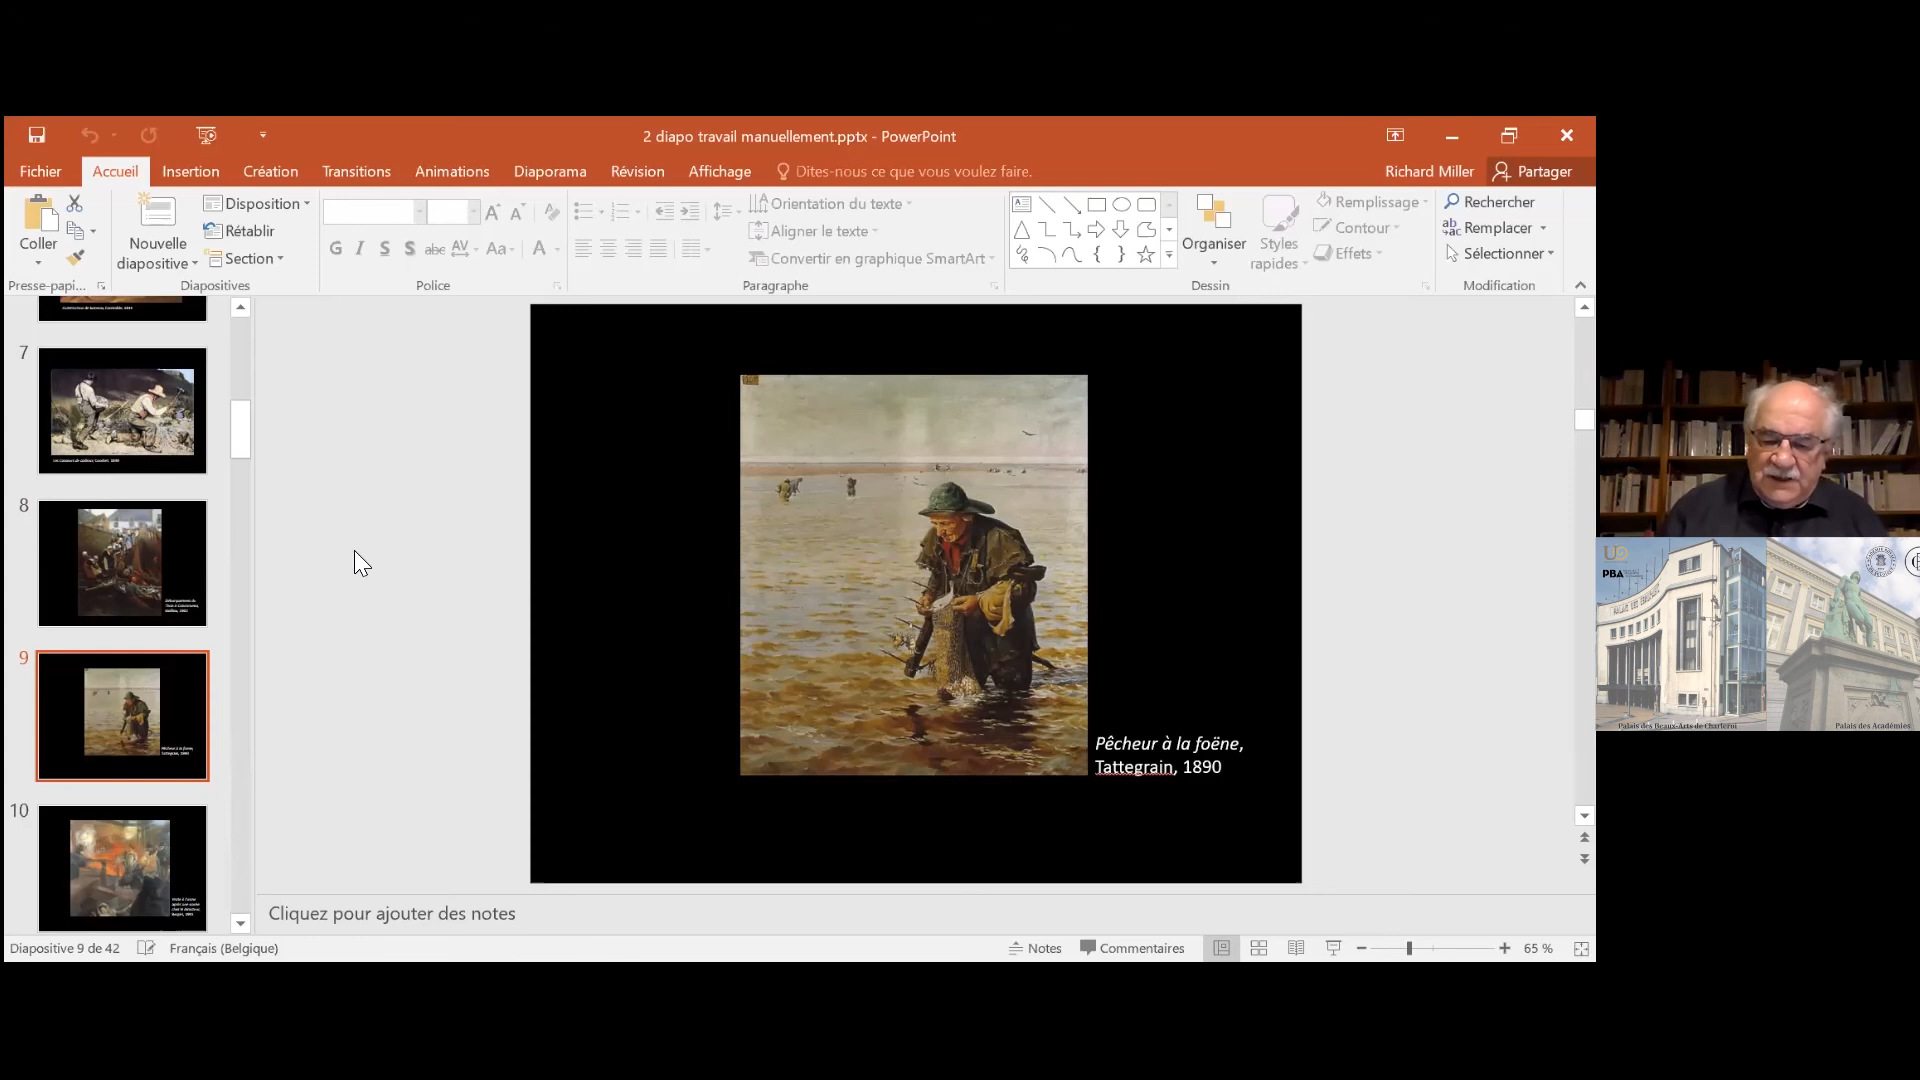 2 diapo travail manuellement.pptx - PowerPoint
Fichier
Accueil
Insertion
Création
Transitions
Animations
Diaporama
Révision
Affichage
Dites-nous ce que vous voulez faire.
Richard Miller
Partager
Coller
Nouvelle
diapositive
Disposition
Rétablir
Section
Orientation du texte
Aligner le texte
Convertir en graphique SmartArt
Organiser
Styles
rapides
Remplissage
Contour
Effets
Rechercher
Remplacer
Sélectionner
G I S S abc AV Aa A
Presse-papi...
Diapositives
Police
Paragraphe
Dessin
Modification
7
8
9
10
Pêcheur à la foëne,
Tattegrain, 1890
Cliquez pour ajouter des notes
Diapositive 9 de 42
Français (Belgique)
Notes
Commentaires
65 %
PBA
Palais des Beaux-Arts de Charleroi
Palais des Académies